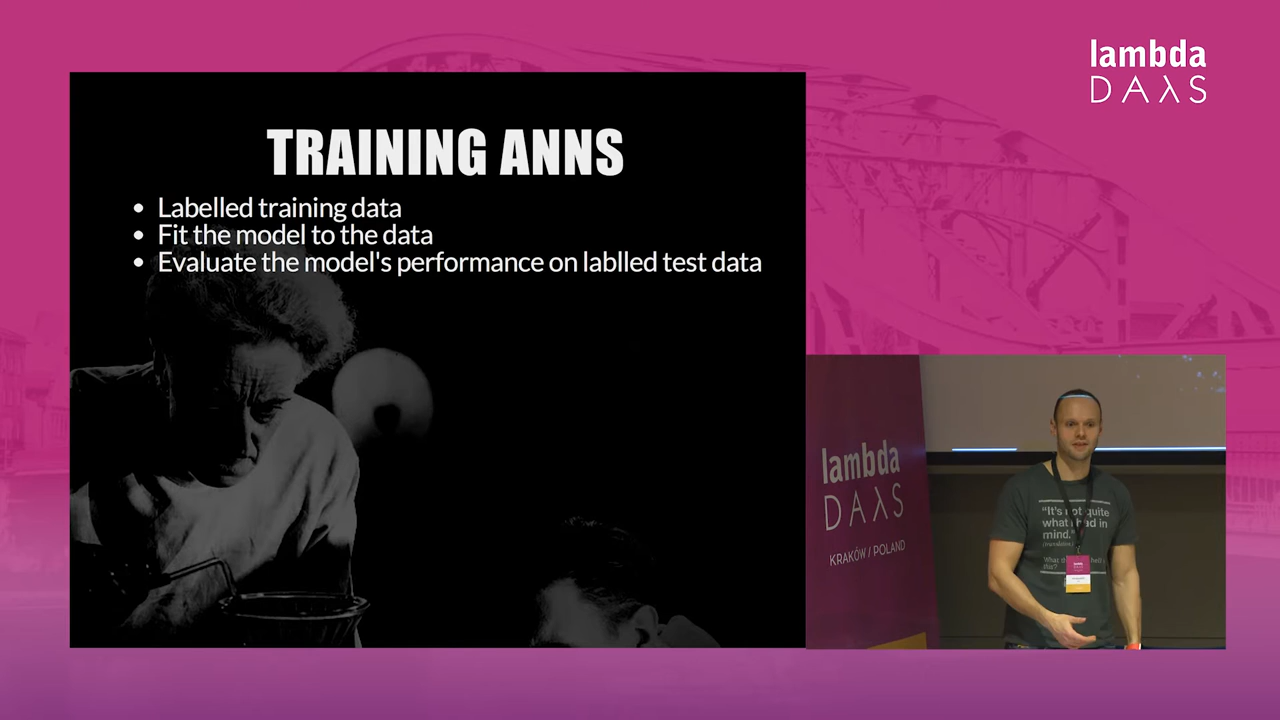 lambda
DAλS
TRAINING ANNS
• Labelled training data
• Fit the model to the data
• Evaluate the model's performance on lablled test data
lambda
DAλS
KRAKÓW / POLAND
"It's not quite
what I had in
mind."